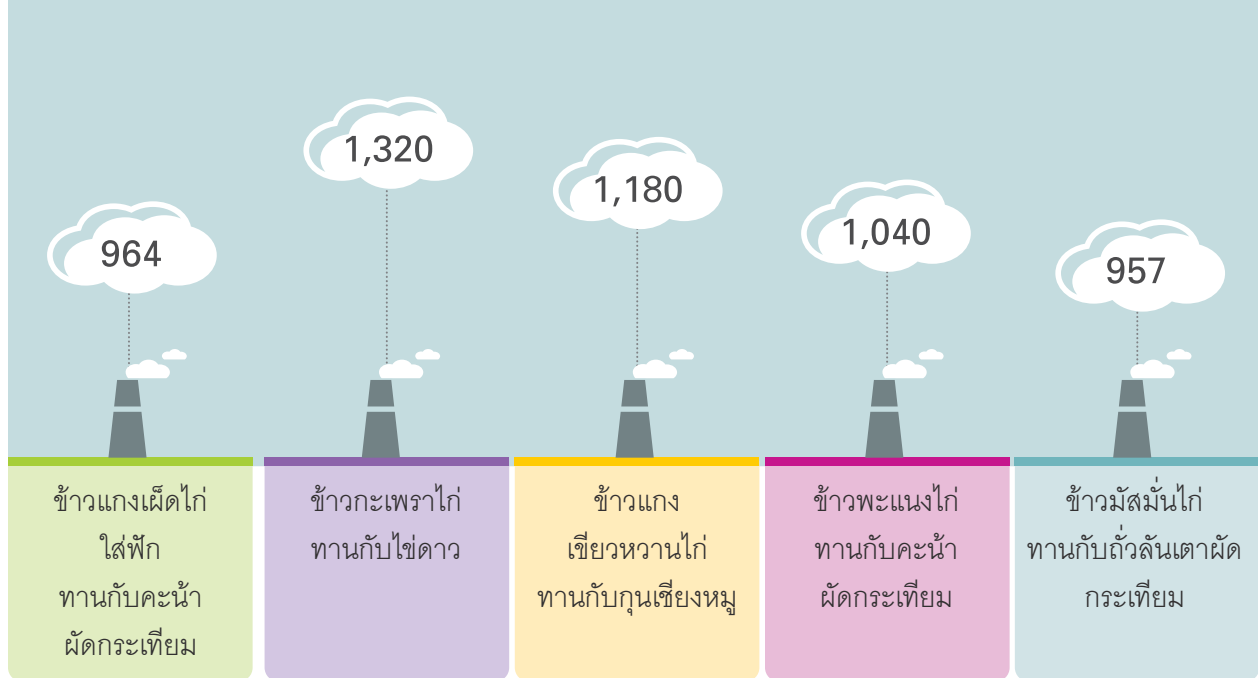 964
1,320
1,180
1,040
957
ข้าวแกงเผ็ดไก่
ใส่ฟัก
ทานกับคะน้า
ผัดกระเทียม
ข้าวกะเพราไก่
ทานกับไข่ดาว
ข้าวแกง
เขียวหวานไก่
ทานกับกุนเชียงหมู
ข้าวพะแนงไก่
ทานกับคะน้า
ผัดกระเทียม
ข้าวมัสมั่นไก่
ทานกับถั่วลันเตาผัด
กระเทียม